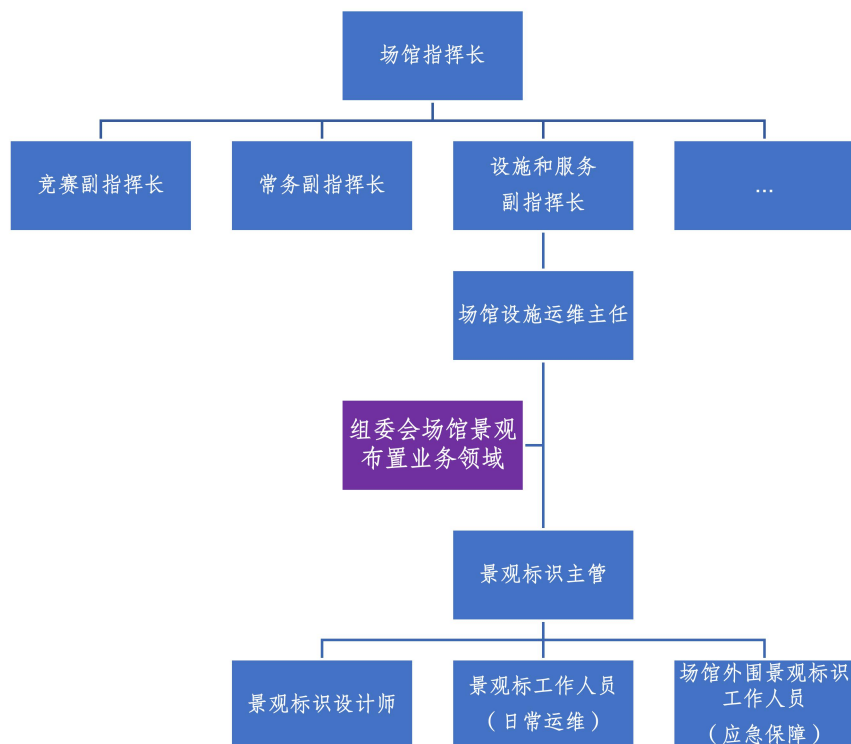 场馆指挥长
竞赛副指挥长
常务副指挥长
设施和服务
副指挥长
...
场馆设施运维主任
组委会场馆景观
布置业务领域
景观标识主管
景观标识设计师
景观标工作人员
（日常运维）
场馆外围景观标识
工作人员
（应急保障）